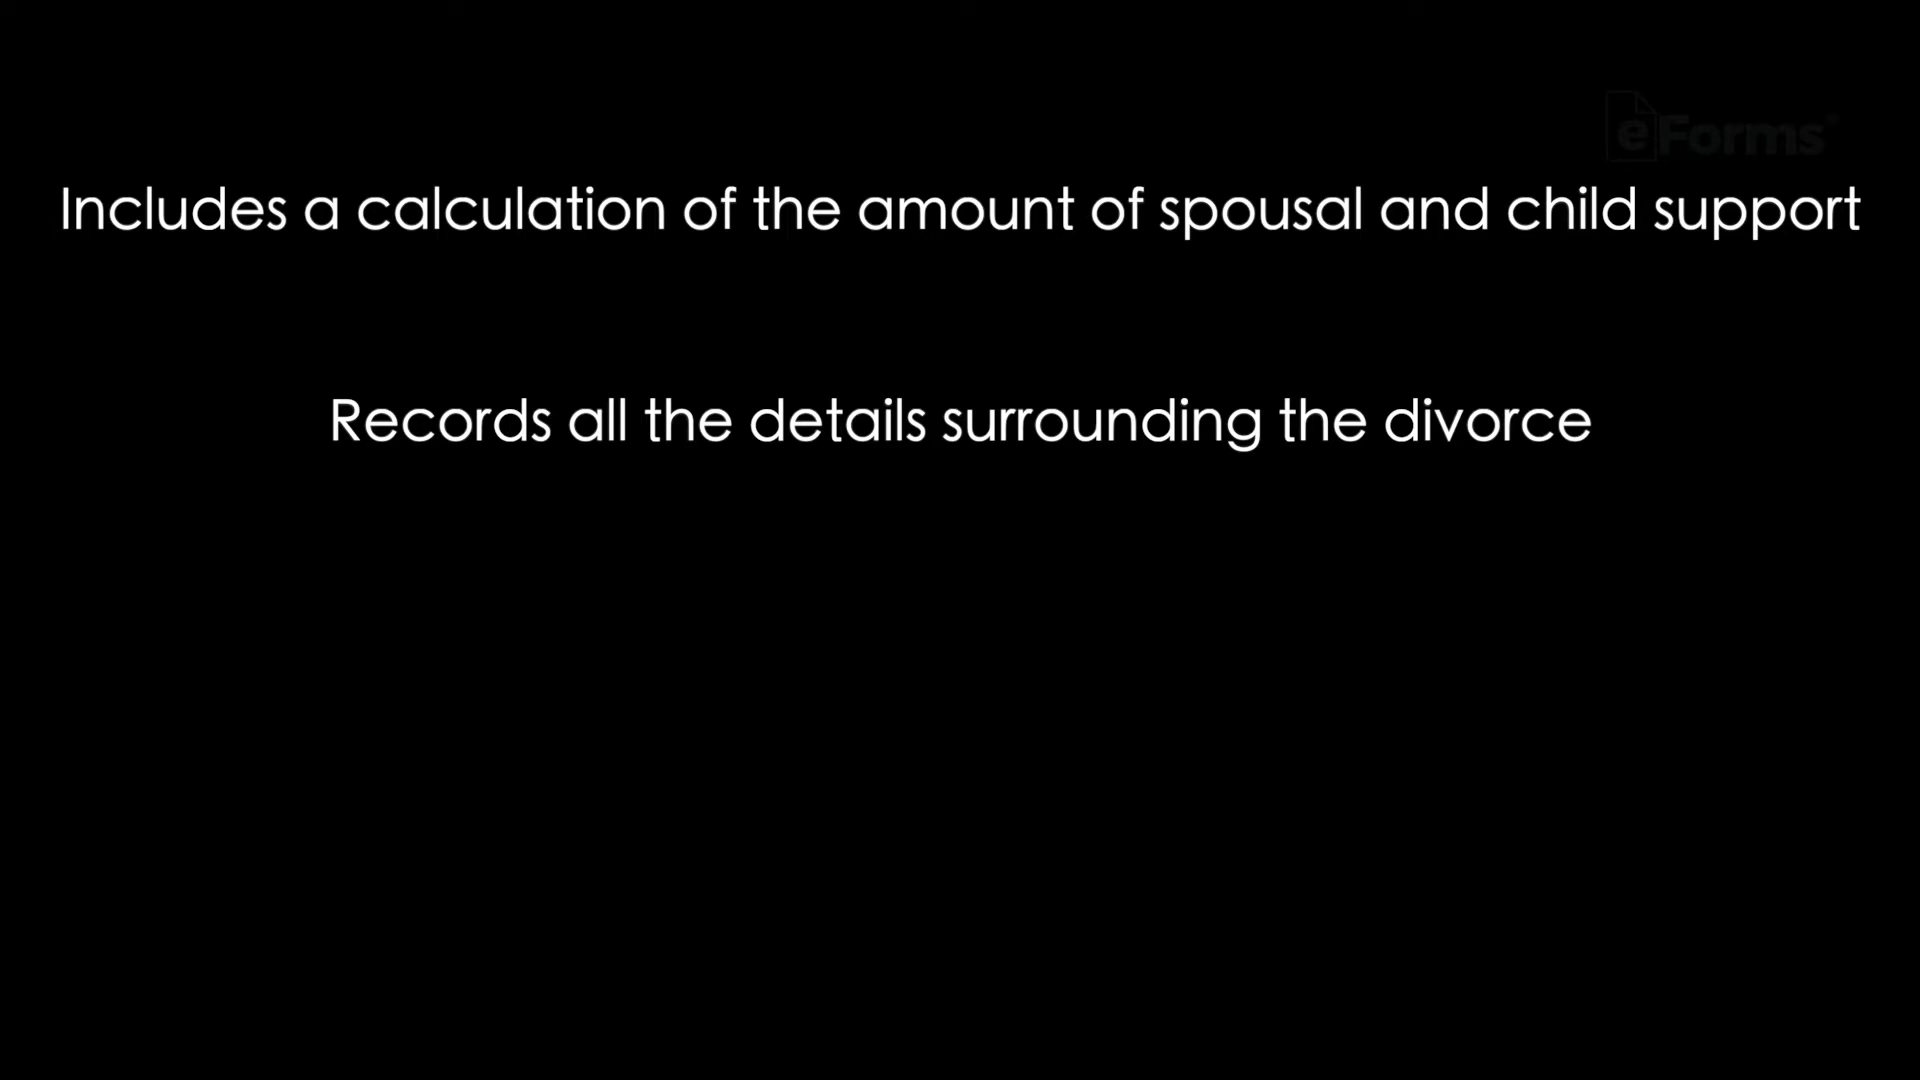 eForms
Includes a calculation of the amount of spousal and child support
Records all the details surrounding the divorce